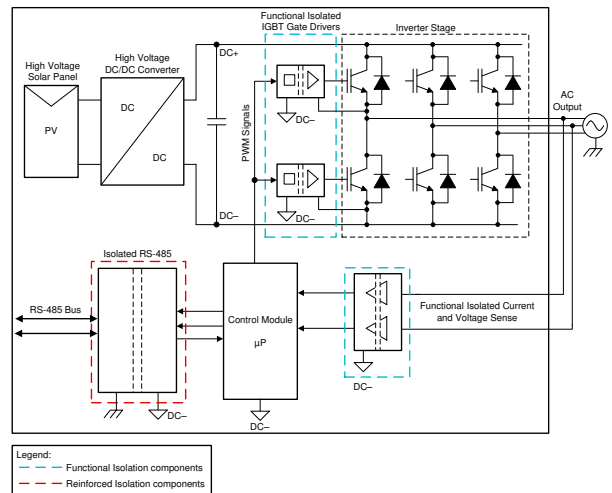 Functional Isolated
IGBT Gate Drivers
Inverter Stage
High Voltage
Solar Panel
High Voltage
DC/DC Converter
DC+
AC
Output
PV
DC
DC
PWM Signals
DC−
DC−
DC−
Isolated RS-485
RS-485 Bus
Control Module
µP
Functional Isolated Current
and Voltage Sense
DC−
DC−
DC−
Legend:
Functional Isolation components
Reinforced Isolation components